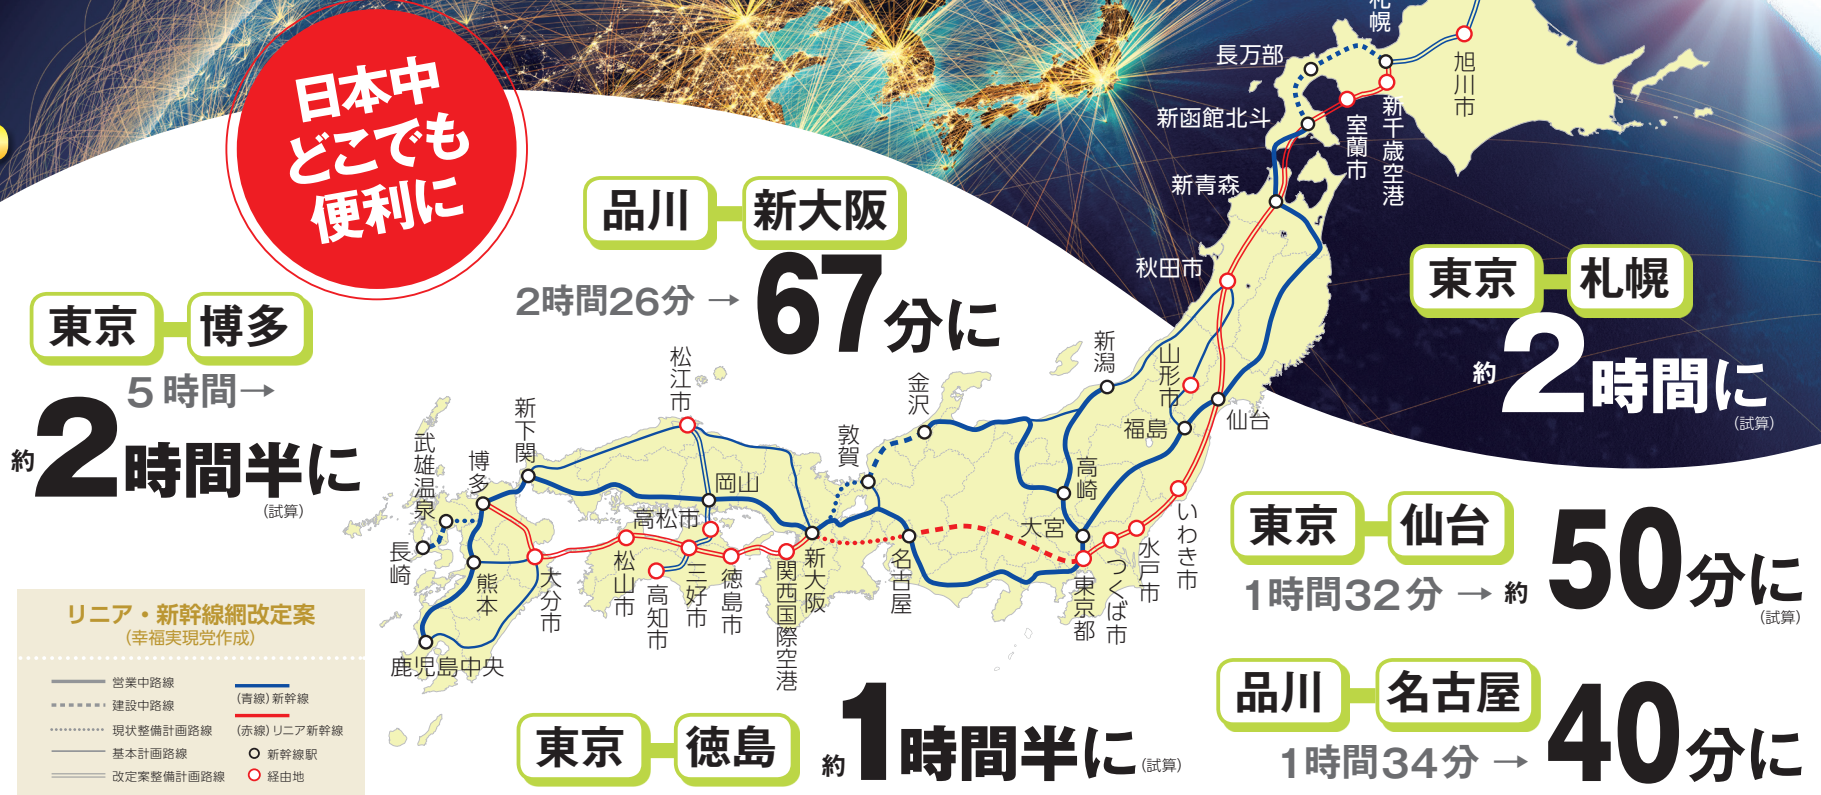 日本中
どこでも
便利に
品川 新大阪
2時間26分→67分に
東京 博多
5時間→
約2時間半に
(試算)
東京 札幌
約2時間に
(試算)
東京 仙台
1時間32分→約50分に
(試算)
品川 名古屋
1時間34分→40分に
東京 徳島
約1時間半に(試算)
札幌
旭川市
長万部
新函館北斗
室蘭市
新千歳空港
新青森
秋田市
新潟
山形市
仙台
福島
金沢
高崎
大宮
いわき市
水戸市
つくば市
東京都
敦賀
名古屋
新大阪
関西国際空港
徳島市
三好市
高知市
松山市
高松市
岡山
松江市
新下関
博多
武雄温泉
長崎
熊本
大分市
鹿児島中央
リニア・新幹線網改定案
(幸福実現党作成)
営業中路線
建設中路線
現状整備計画路線
基本計画路線
改定案整備計画路線
(青線)新幹線
(赤線)リニア新幹線
新幹線駅
経由地